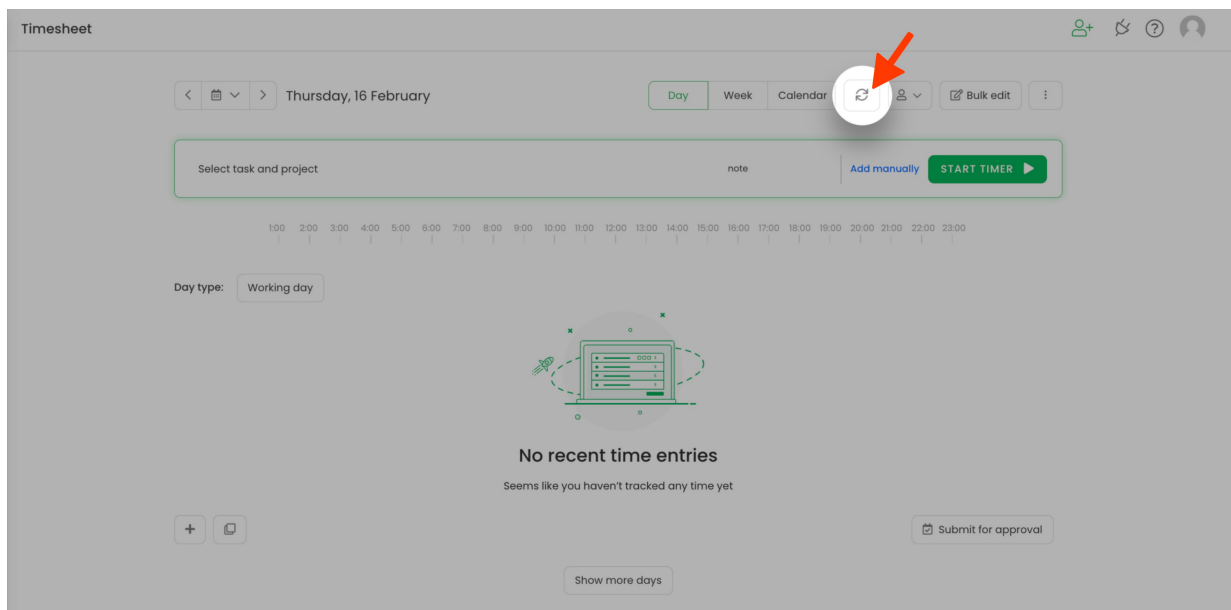 Timesheet
Thursday, 16 February
Day Week Calendar Bulk edit
Select task and project note Add manually START TIMER
1:00 2:00 3:00 4:00 5:00 6:00 7:00 8:00 9:00 10:00 11:00 12:00 13:00 14:00 15:00 16:00 17:00 18:00 19:00 20:00 21:00 22:00 23:00
Day type: Working day
No recent time entries
Seems like you haven't tracked any time yet
Submit for approval
Show more days